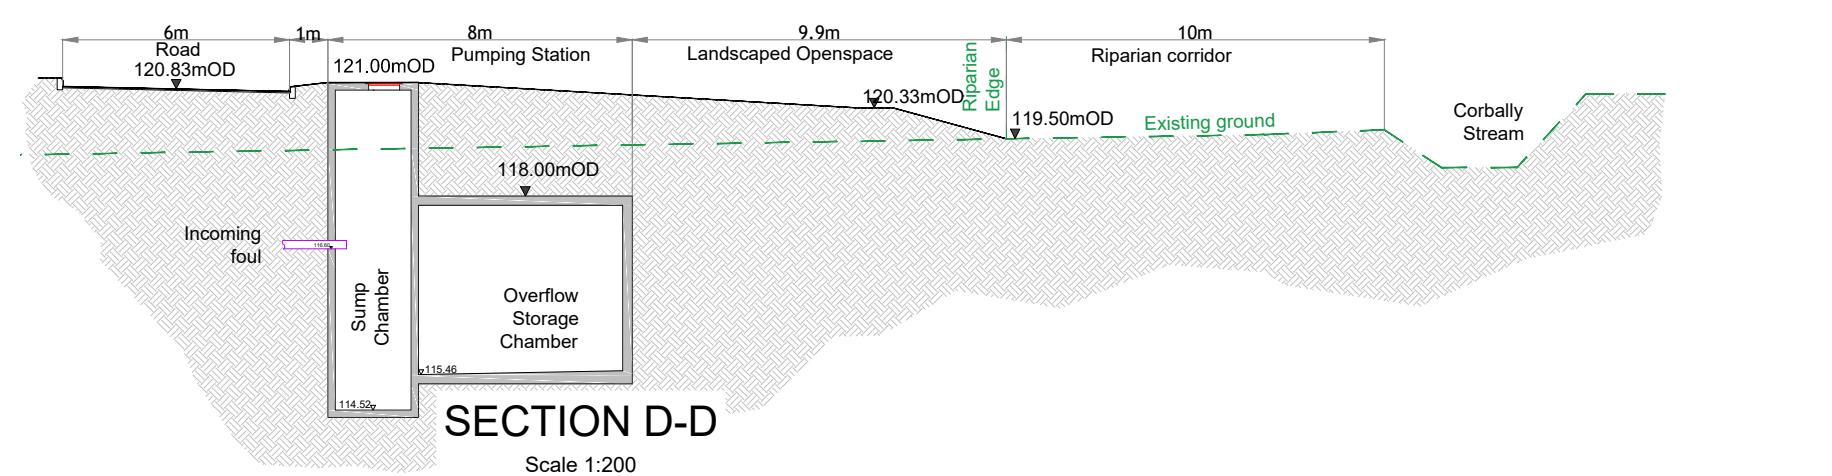 6m
1m
8m
9.9m
10m
Road
120.83mOD
121.00mOD
Pumping Station
Landscaped Openspace
Riparian
Edge
Riparian corridor
120.33mOD
119.50mOD
Existing ground
Corbally
Stream
118.00mOD
Incoming
foul
116.60
Sump
Chamber
Overflow
Storage
Chamber
115.46
114.52
SECTION D-D
Scale 1:200